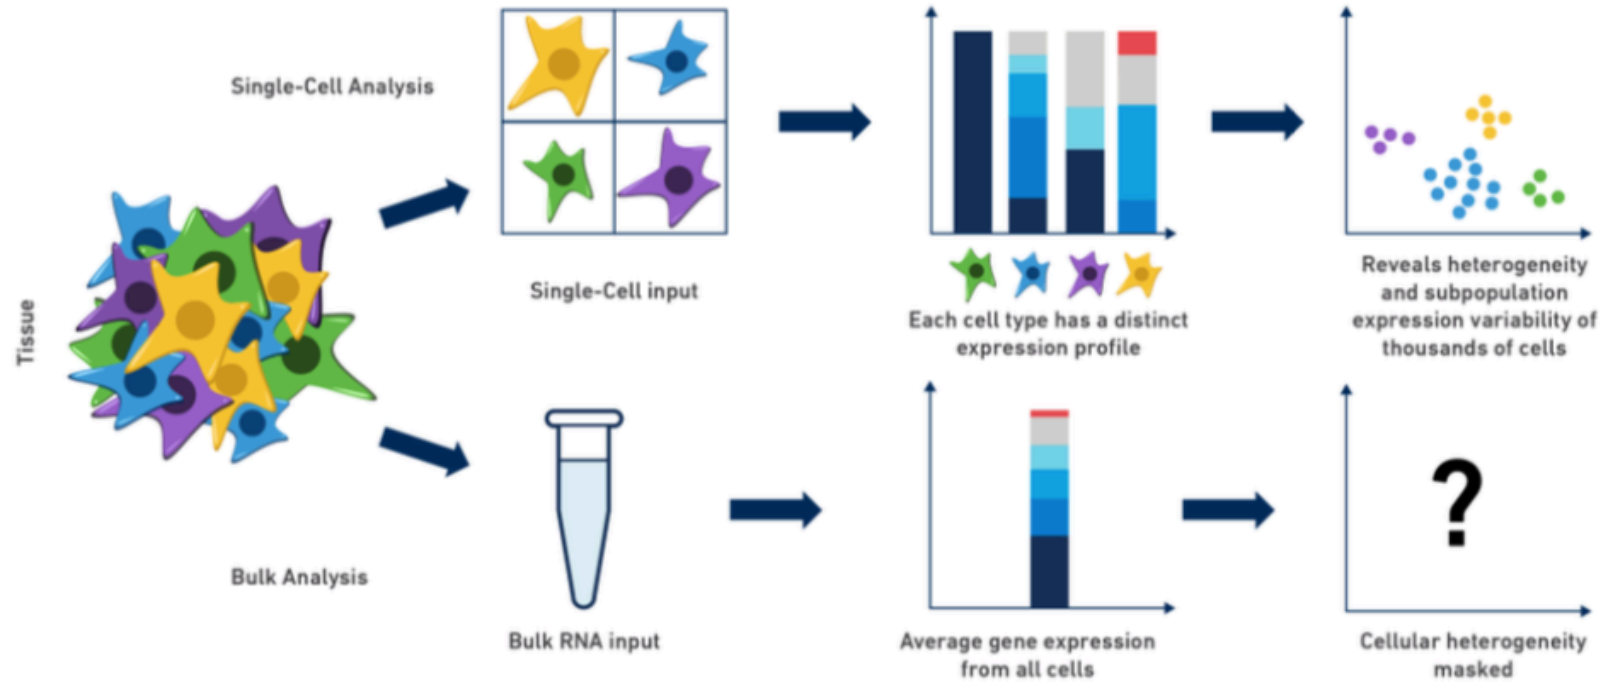 Tissue
Single-Cell Analysis
Single-Cell input
Each cell type has a distinct
expression profile
Reveals heterogeneity
and subpopulation
expression variability of
thousands of cells
Bulk Analysis
Bulk RNA input
Average gene expression
from all cells
?
Cellular heterogeneity
masked